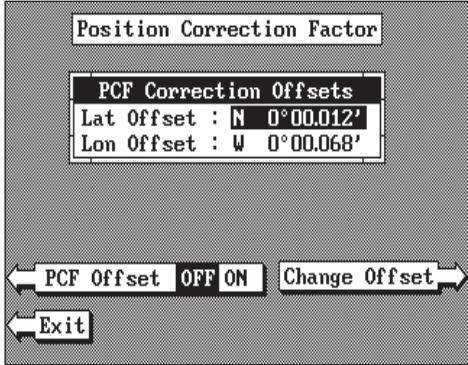 Position Correction Factor
PCF Correction Offsets
Lat Offset : N 0°00.012'
Lon Offset : W 0°00.068'
PCF Offset OFF ON
Change Offset
Exit